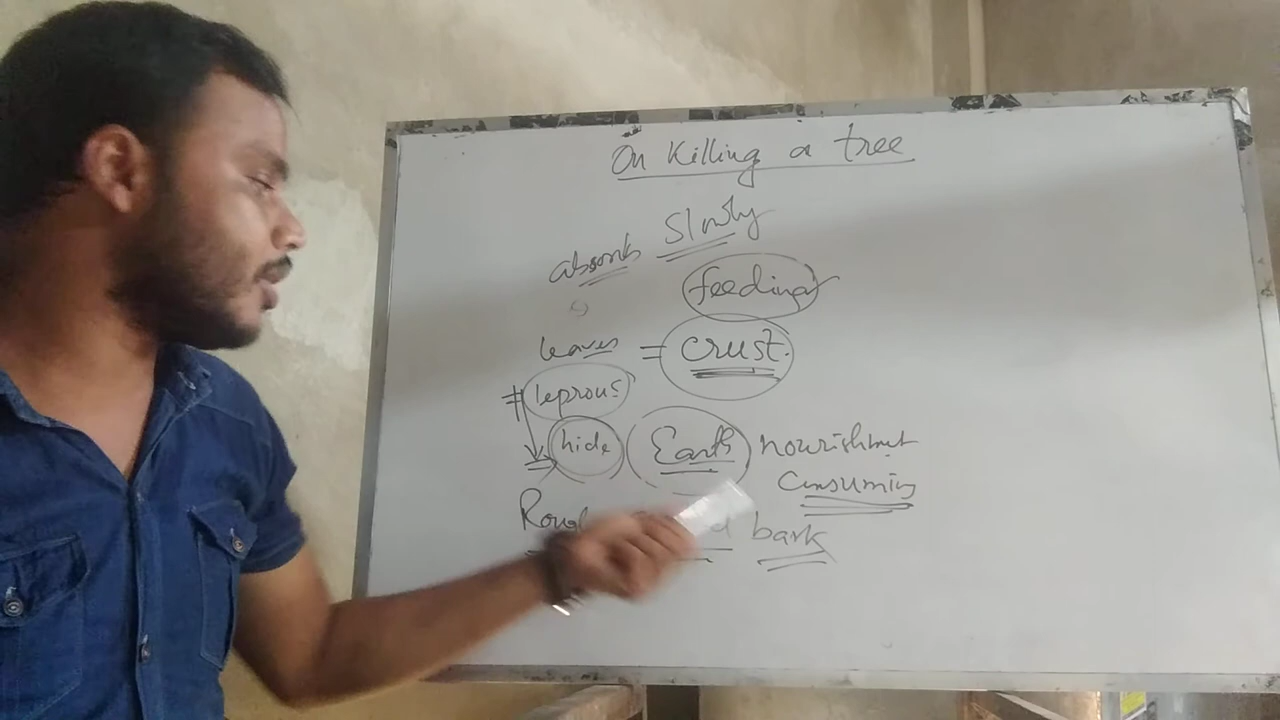 On Killing a tree
absorb Slowly
feeding
leaves = crust.
leprous
hide Earth nourishment
Consuming
bark